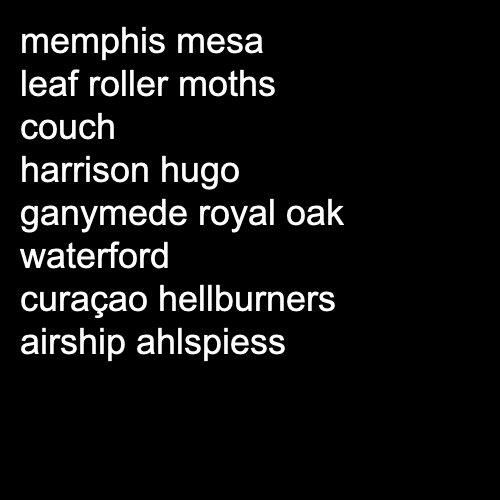 memphis mesa
leaf roller moths
couch
harrison hugo
ganymede royal oak
waterford
curaçao hellburners
airship ahlspiess